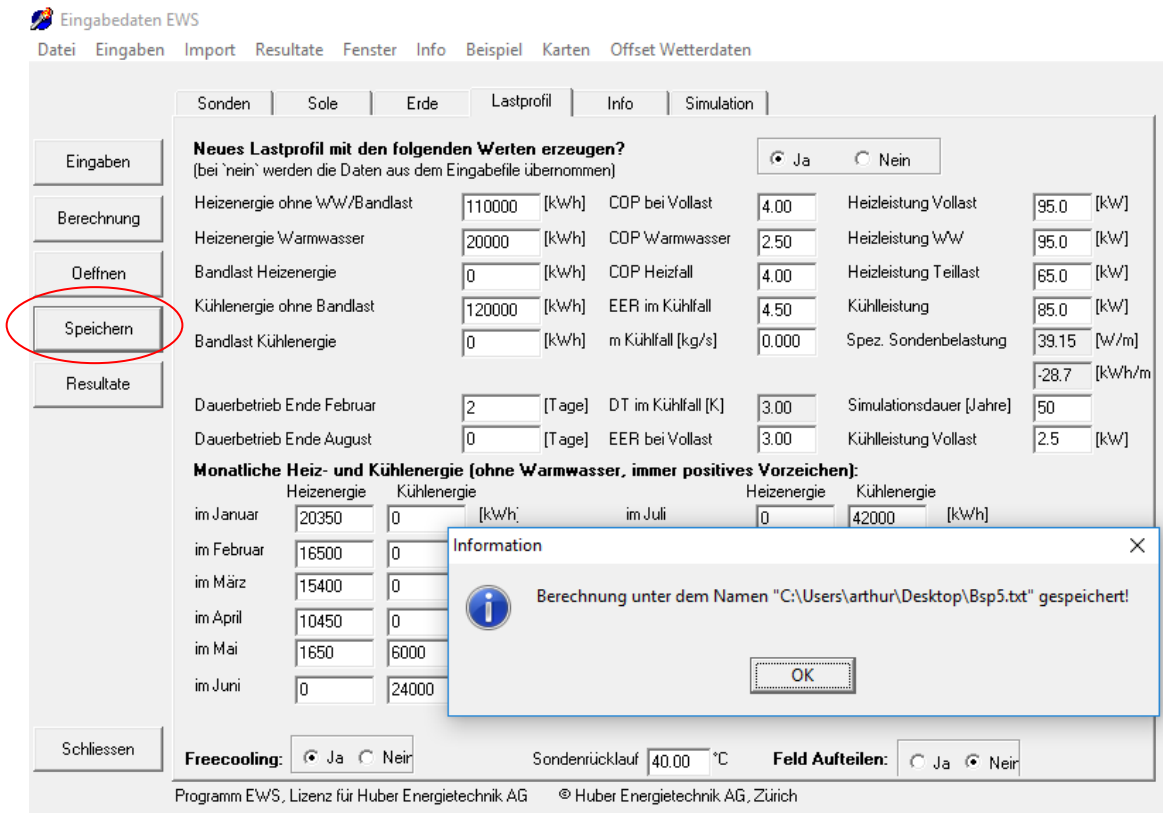 Eingabedaten EWS
Datei Eingaben Import Resultate Fenster Info Beispiel Karten Offset Wetterdaten
Sonden Sole Erde Lastprofil Info Simulation
Eingaben
Berechnung
Oeffnen
Speichern
Resultate
Schliessen
Neues Lastprofil mit den folgenden Werten erzeugen? Ja Nein
(bei `nein` werden die Daten aus dem Eingabefile übernommen)
Heizenergie ohne WW/Bandlast 110000 [kWh] COP bei Vollast 4.00 Heizleistung Vollast 95.0 [kW]
Heizenergie Warmwasser 20000 [kWh] COP Warmwasser 2.50 Heizleistung WW 95.0 [kW]
Bandlast Heizenergie 0 [kWh] COP Heizfall 4.00 Heizleistung Teillast 65.0 [kW]
Kühlenergie ohne Bandlast 120000 [kWh] EER im Kühlfall 4.50 Kühlleistung 85.0 [kW]
Bandlast Kühlenergie 0 [kWh] m Kühlfall [kg/s] 0.000 Spez. Sondenbelastung 39.15 [W/m]
-28.7 [kWh/m
Dauerbetrieb Ende Februar 2 [Tage] DT im Kühlfall [K] 3.00 Simulationsdauer [Jahre] 50
Dauerbetrieb Ende August 0 [Tage] EER bei Vollast 3.00 Kühlleistung Vollast 2.5 [kW]
Monatliche Heiz- und Kühlenergie (ohne Warmwasser, immer positives Vorzeichen):
Heizenergie Kühlenergie Heizenergie Kühlenergie
im Januar 20350 0 [kWh] im Juli 0 42000 [kWh]
im Februar 16500 0
im März 15400 0
im April 10450 0
im Mai 1650 6000
im Juni 0 24000
Information
Berechnung unter dem Namen "C:\Users\arthur\Desktop\Bsp5.txt" gespeichert!
OK
Freecooling: Ja Nein Sondenrücklauf 40.00 °C Feld Aufteilen: Ja Nein
Programm EWS, Lizenz für Huber Energietechnik AG © Huber Energietechnik AG, Zürich